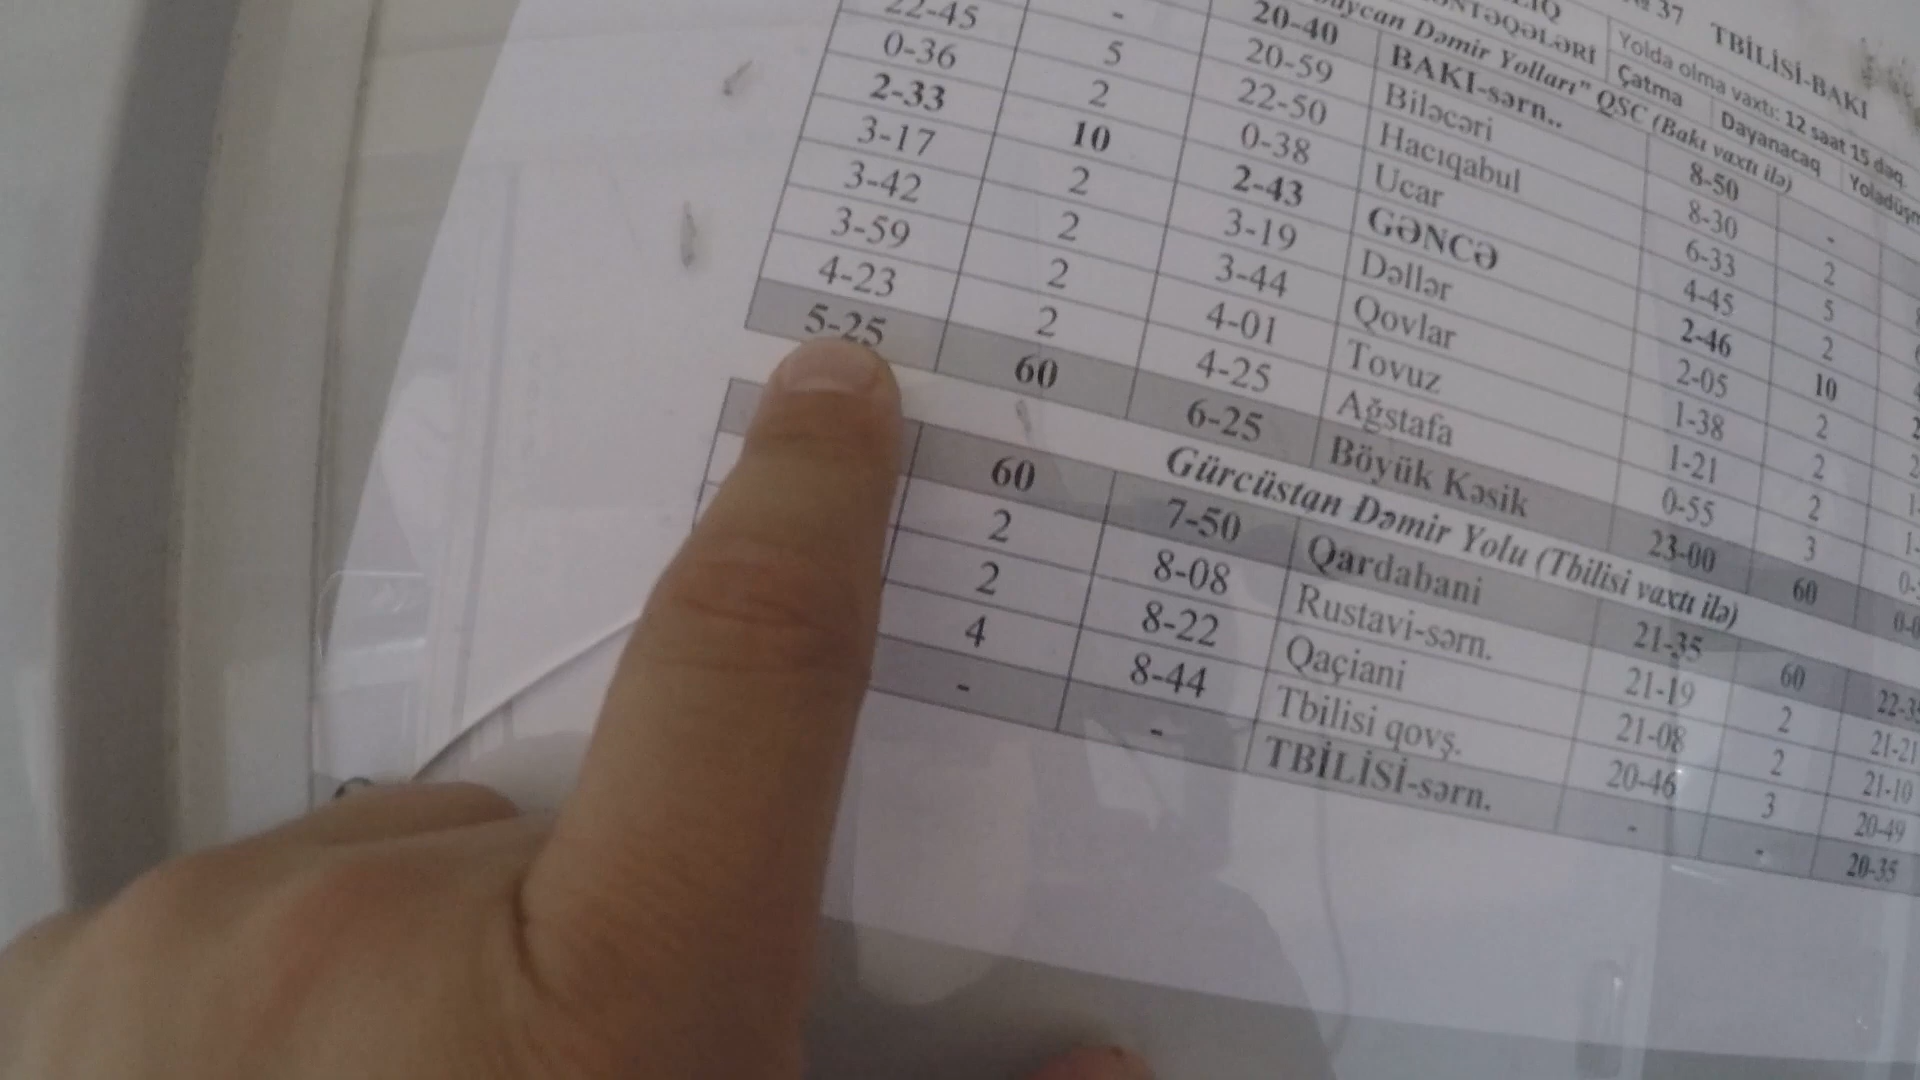 № 37 TBİLİSİ-BAKI
Yolda olma vaxtı: 12 saat 15 dəq.
Çatma Dayanacaq
Dəmir Yolları" QSC (Bakı vaxtı ilə)
20-40 BAKI-sərn.. 8-50 -
- 20-59 Biləcəri 8-30 2
22-45 5 22-50 Hacıqabul 6-33 5
0-36 2 0-38 Ucar 4-45 2
2-33 10 2-43 GƏNCƏ 2-46 10
3-17 2 3-19 Dəllər 2-05 2
3-42 2 3-44 Qovlar 1-38 2
3-59 2 4-01 Tovuz 1-21 2
4-23 2 4-25 Ağstafa 0-55 3
5-25 60 6-25 Böyük Kəsik 23-00 60
Gürcüstan Dəmir Yolu (Tbilisi vaxtı ilə)
60 7-50 Qardabani 21-35 60 22-35
2 8-08 Rustavi-sərn. 21-19 2 21-21
2 8-22 Qaçiani 21-08 2 21-10
4 8-44 Tbilisi qovş. 20-46 3 20-49
- - TBİLİSİ-sərn. - - 20-35